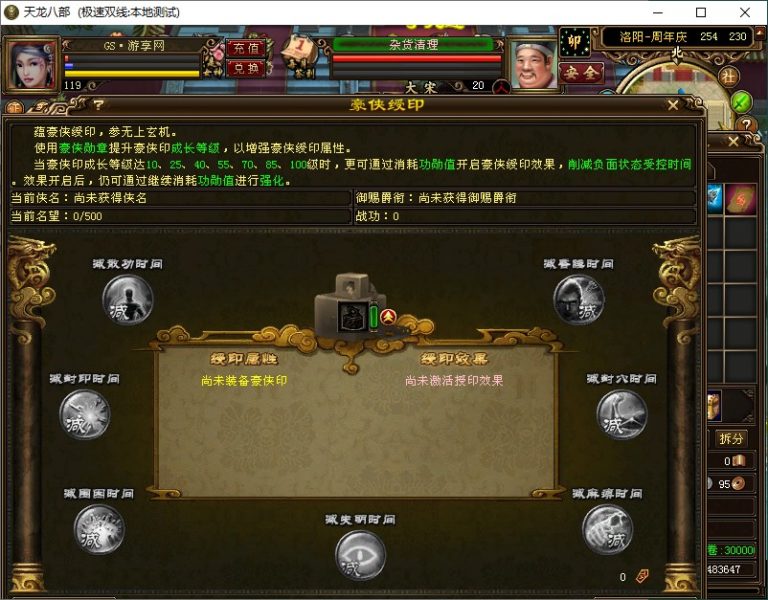 天龙八部 (极速双线:本地测试)
GS·游享网
充值
兑换
119
杂货清理
大宋
20
卯
安全
洛阳-周年庆 254 230
北
社
豪侠绶印
蕴豪侠绶印，参无上玄机。
使用豪侠勋章提升豪侠印成长等级，以增强豪侠绶印属性。
当豪侠印成长等级达10、25、40、55、70、85、100级时，更可通过消耗功勋值开启豪侠绶印效果，削减负面状态受控时间
。效果开启后，仍可通过继续消耗功勋值进行强化。
当前侠名：尚未获得侠名
御赐爵衔：尚未获得御赐爵衔
当前名望：0/500
战功：0
减散功时间
减
减昏睡时间
减
绶印属性
绶印效果
尚未装备豪侠印
尚未激活授印效果
减封印时间
减
减封穴时间
减
减围困时间
减
减麻痹时间
减
减失明时间
减
0
拆分
0
95
卷:30000
483647